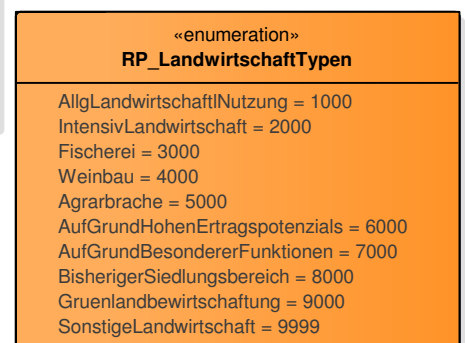 «enumeration»
RP_LandwirtschaftTypen
AllgLandwirtschaftlNutzung = 1000
IntensivLandwirtschaft = 2000
Fischerei = 3000
Weinbau = 4000
Agrarbrache = 5000
AufGrundHohenErtragspotenzials = 6000
AufGrundBesondererFunktionen = 7000
BisherigerSiedlungsbereich = 8000
Gruenlandbewirtschaftung = 9000
SonstigeLandwirtschaft = 9999